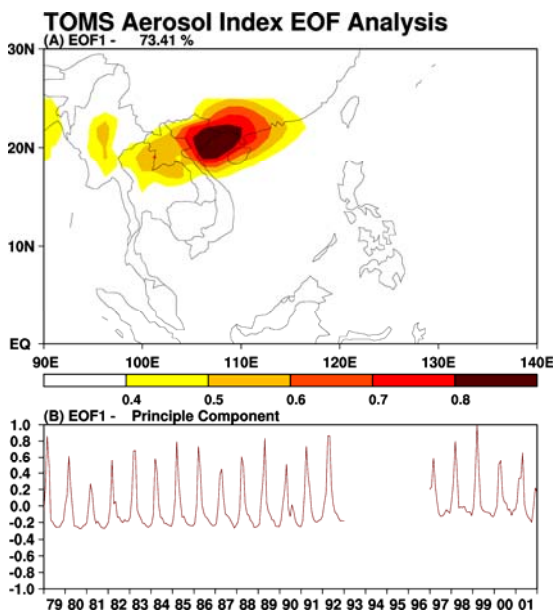 TOMS Aerosol Index EOF Analysis
(A) EOF1 - 73.41 %
30N
20N
10N
EQ
90E 100E 110E 120E 130E 140E
0.4 0.5 0.6 0.7 0.8
(B) EOF1 - Principle Component
1.0
0.8
0.6
0.4
0.2
0.0
-0.2
-0.4
-0.6
-0.8
-1.0
79 80 81 82 83 84 85 86 87 88 89 90 91 92 93 94 95 96 97 98 99 00 01